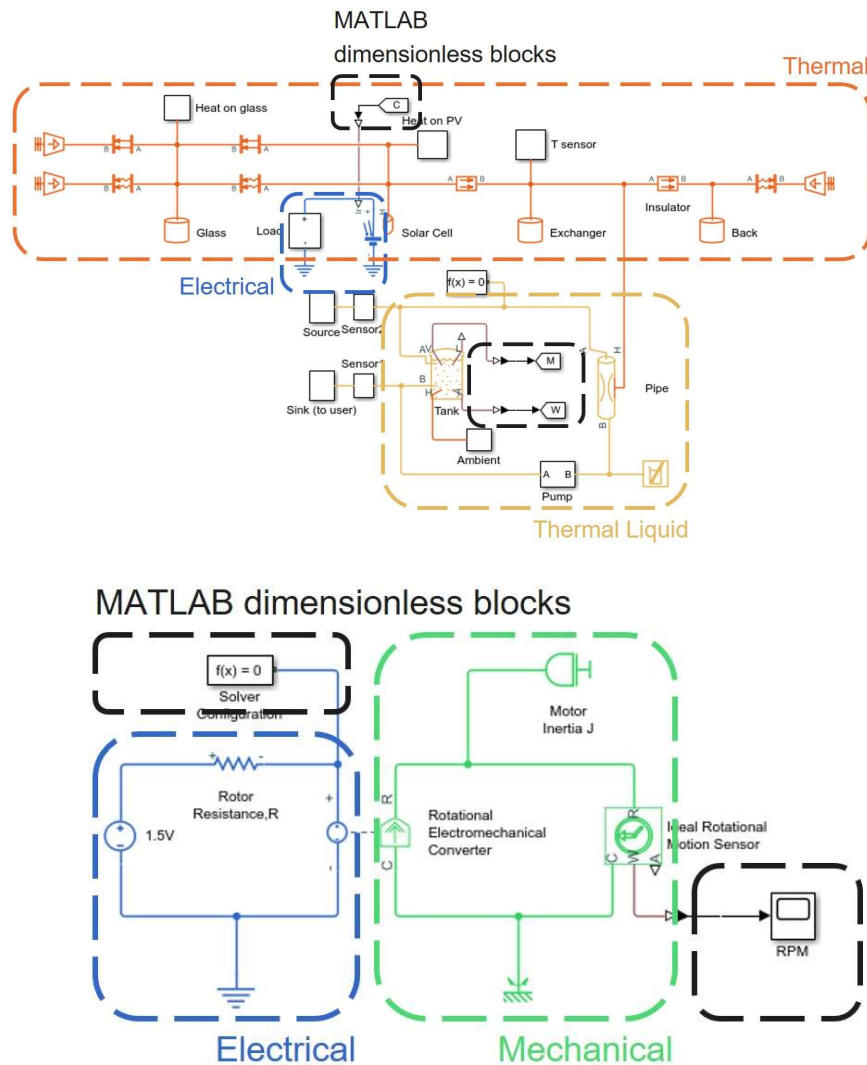 MATLAB
dimensionless blocks
Thermal
Heat on glass
C
Heat on PV
T sensor
B A
B A
B A
B A
A B
A B
A B
Insulator
Ir
+
H
-
Glass
Load
+
-
Solar Cell
Exchanger
Back
Electrical
f(x) = 0
Source
Sensor2
Sensor1
Sink (to user)
AV
L
B
H
A
Tank
M
W
Ambient
A
H
B
Pipe
A B
Pump
Thermal Liquid
MATLAB dimensionless blocks
f(x) = 0
Solver
Configuration
+ -
Rotor
Resistance,R
+
-
1.5V
+
-
+
-
Electrical
Motor
Inertia J
R
C
Rotational
Electromechanical
Converter
R
C
W
A
Ideal Rotational
Motion Sensor
RPM
Mechanical